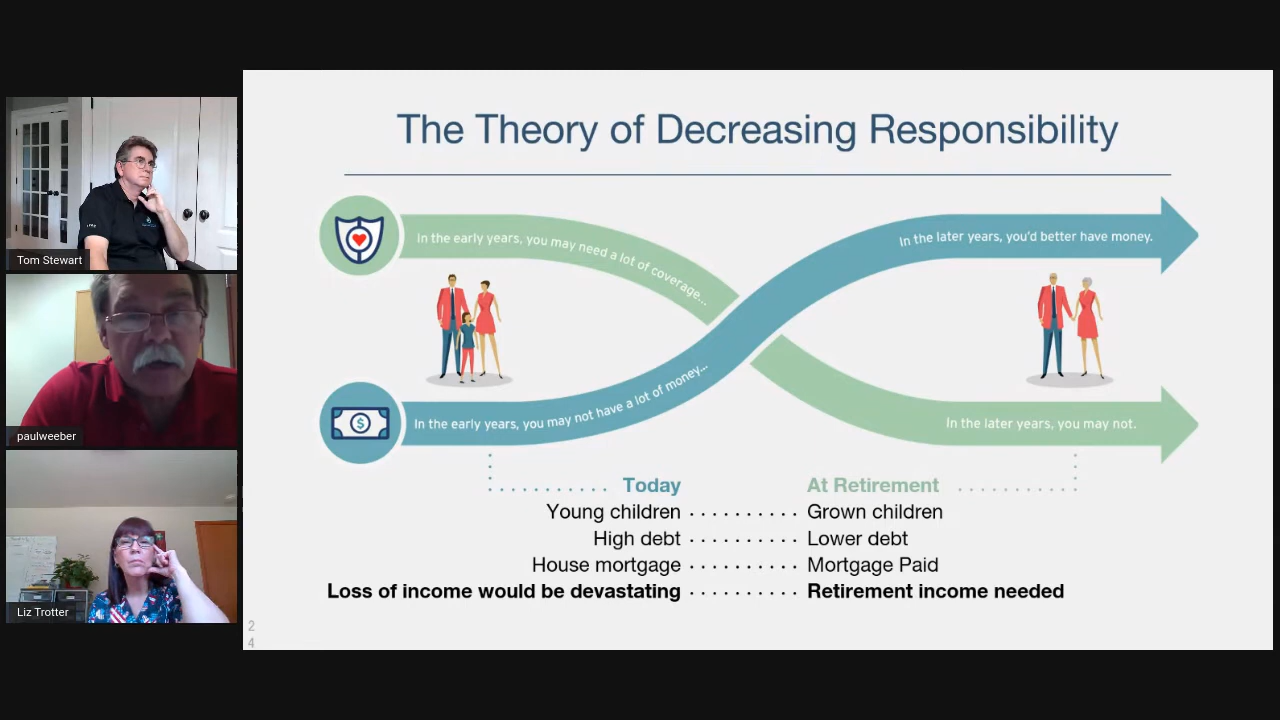 The Theory of Decreasing Responsibility
In the early years, you may need a lot of coverage...
In the later years, you'd better have money.
Tom Stewart
In the early years, you may not have a lot of money...
In the later years, you may not.
paulweeber
Today
At Retirement
Young children .......... Grown children
High debt .......... Lower debt
House mortgage .......... Mortgage Paid
Loss of income would be devastating .......... Retirement income needed
Liz Trotter
2
4